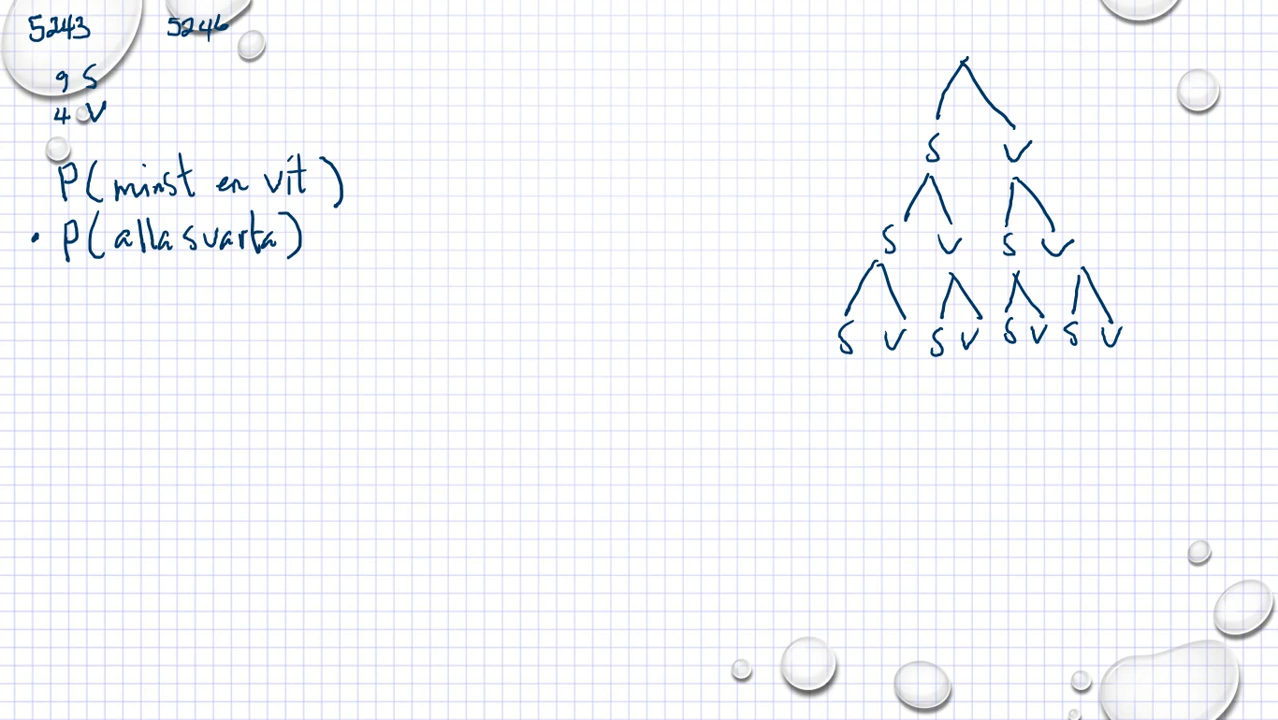 5243 5246
9 S
4 V
P(minst en vit)
• P(alla svarta)
S V
S V S V
S V S V S V S V